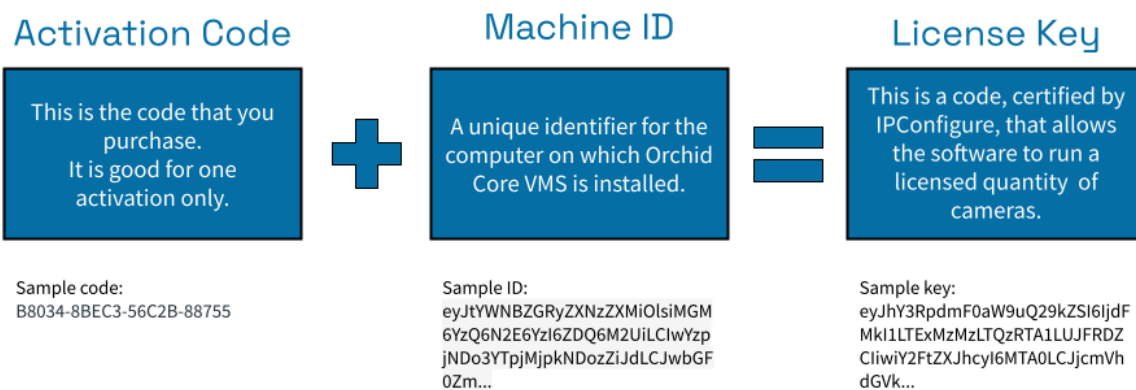 Activation Code
This is the code that you
purchase.
It is good for one
activation only.
Sample code:
B8034-8BEC3-56C2B-88755
Machine ID
A unique identifier for the
computer on which Orchid
Core VMS is installed.
Sample ID:
eyJtYWNBZGRyZXNzZXMiOlsiMGM
6YzQ6N2E6YzI6ZDQ6M2UiLCIwYzp
jNDo3YTpjMjpkNDozZiJdLCJwbGF
0Zm...
License Key
This is a code, certified by
IPConfigure, that allows
the software to run a
licensed quantity of
cameras.
Sample key:
eyJhY3RpdmF0aW9uQ29kZSI6IjdF
MkI1LTExMzMzLTQzRTA1LUJFRDZ
CIiwiY2FtZXJhcyI6MTA0LCJjcmVh
dGVk...